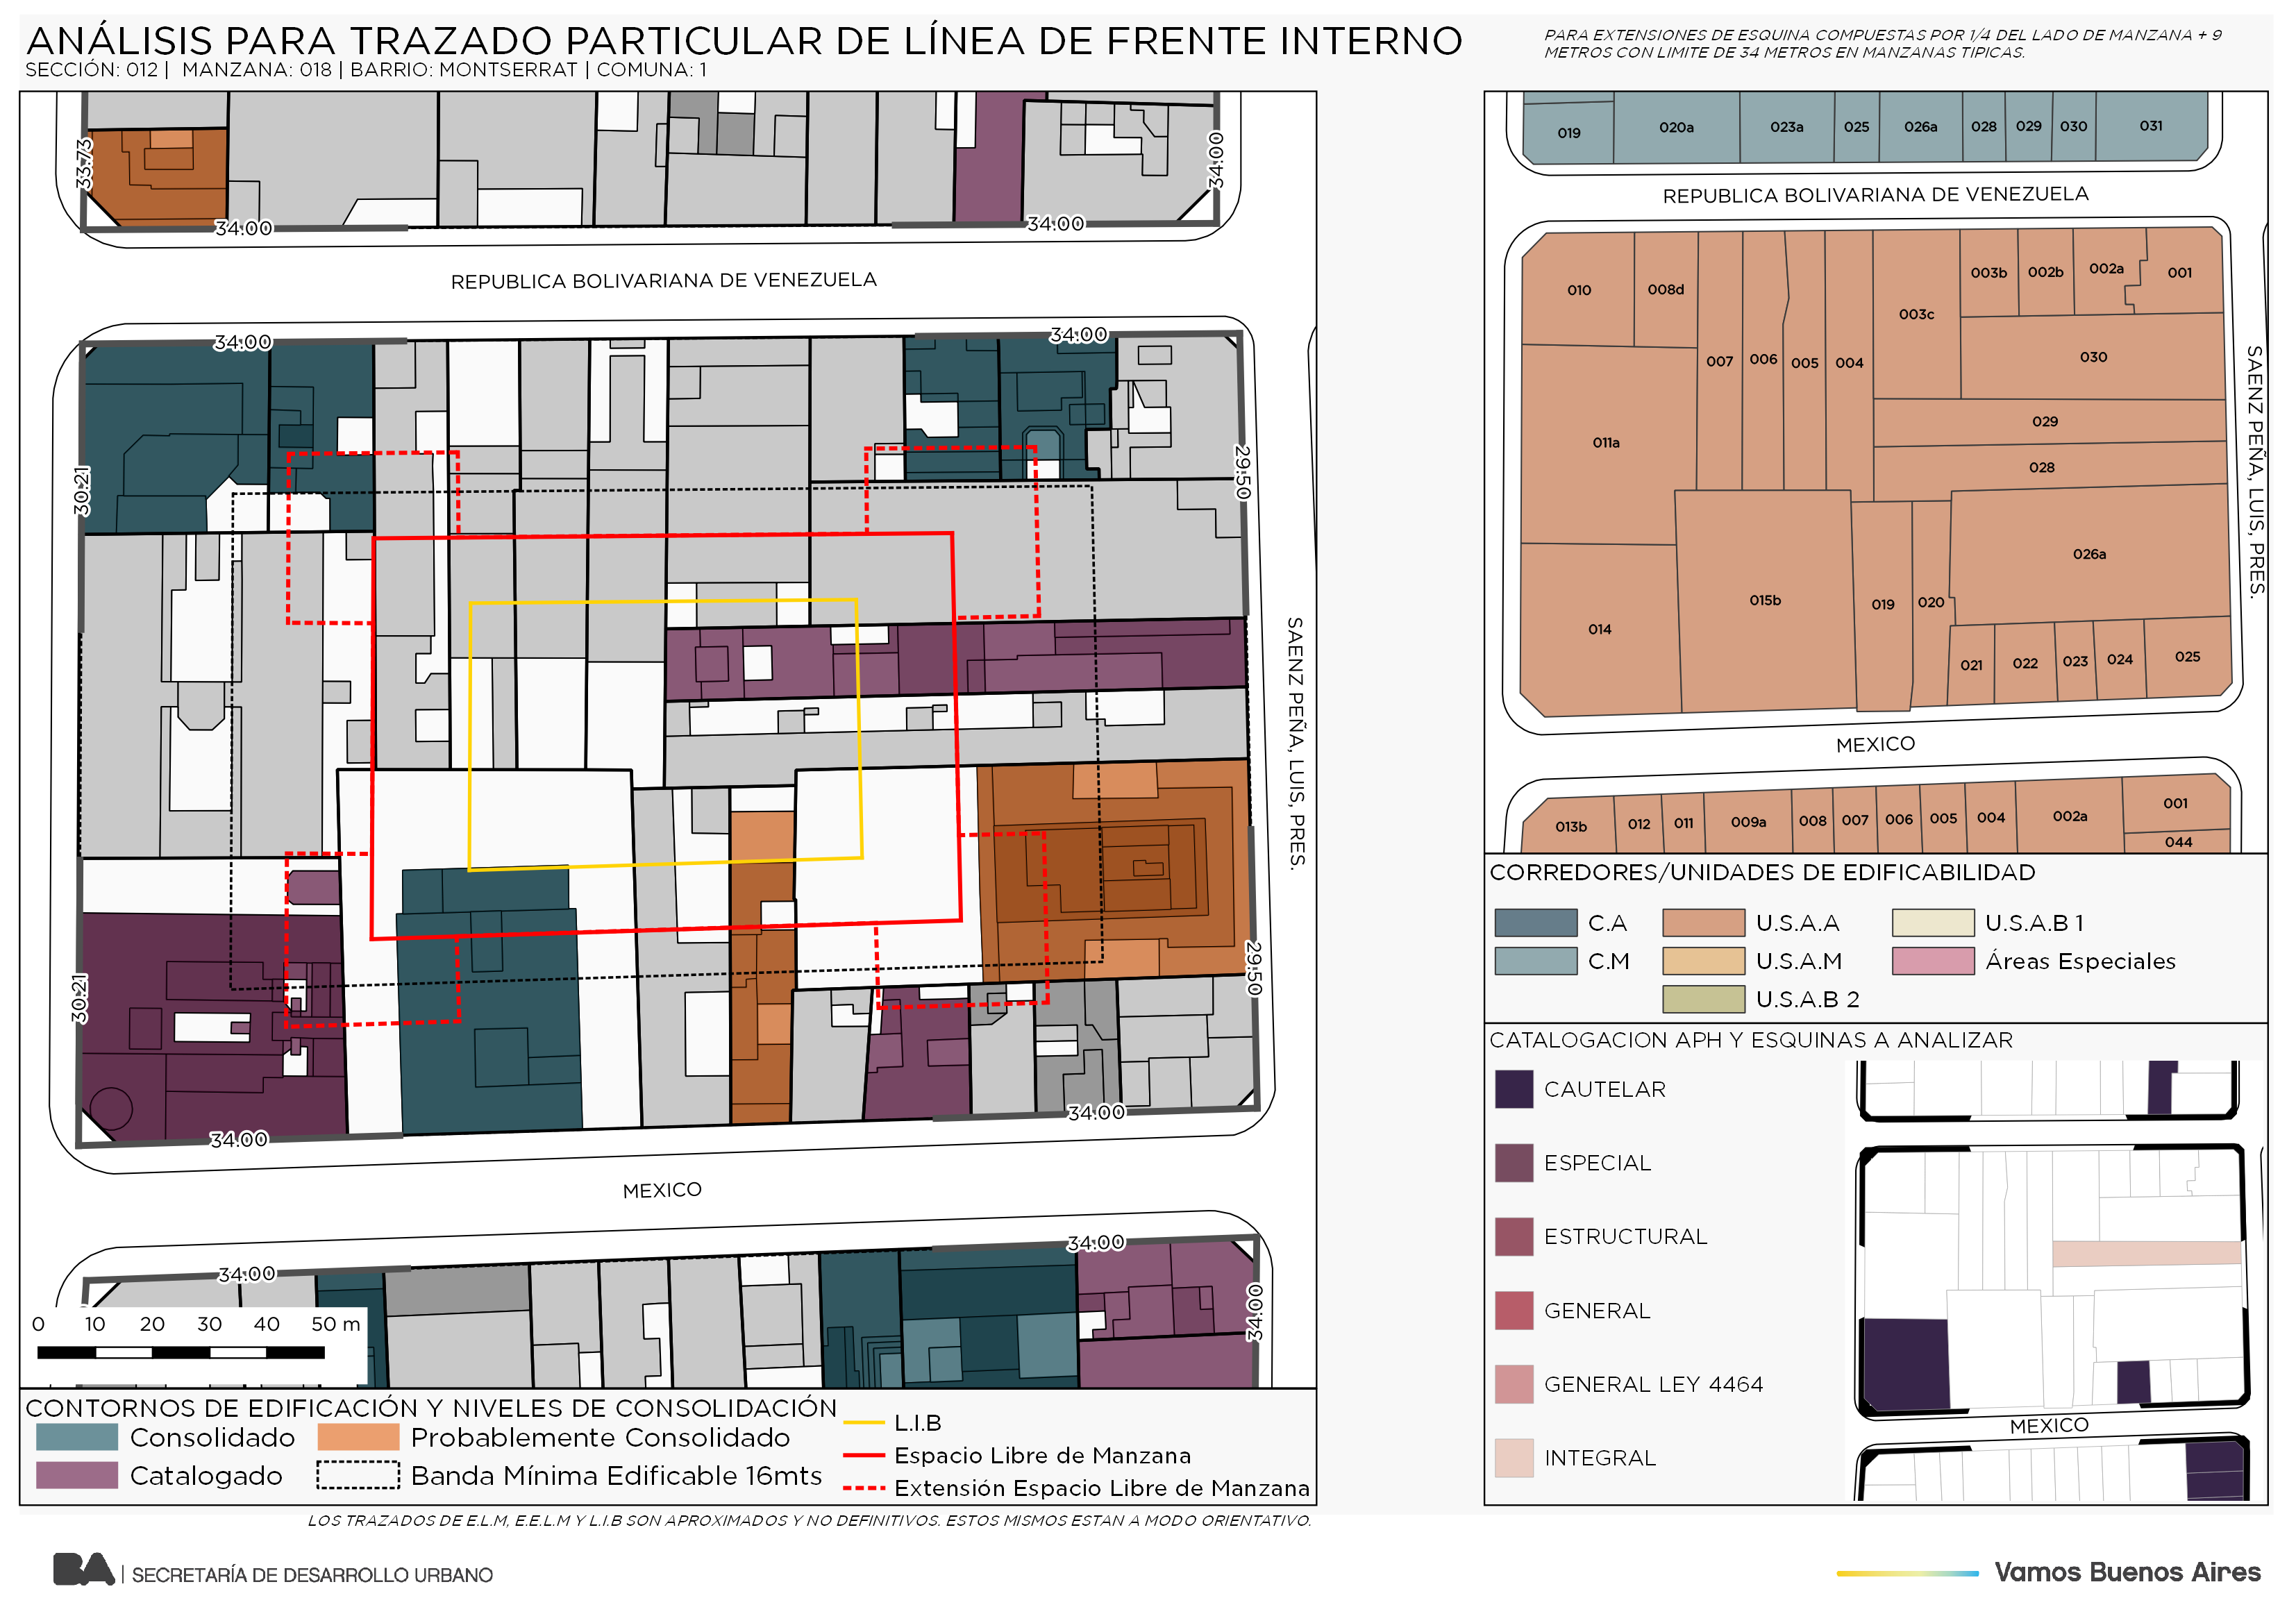 ANÁLISIS PARA TRAZADO PARTICULAR DE LÍNEA DE FRENTE INTERNO
SECCIÓN: 012 | MANZANA: 018 | BARRIO: MONTSERRAT | COMUNA: 1
PARA EXTENSIONES DE ESQUINA COMPUESTAS POR 1/4 DEL LADO DE MANZANA + 9
METROS CON LIMITE DE 34 METROS EN MANZANAS TIPICAS.
33.73
34.00
34.00
34.00
REPUBLICA BOLIVARIANA DE VENEZUELA
34.00
34.00
30.21
29.50
SAENZ PEÑA, LUIS, PRES.
30.21
29.50
34.00
34.00
MEXICO
34.00
34.00
34.00
0 10 20 30 40 50 m
CONTORNOS DE EDIFICACIÓN Y NIVELES DE CONSOLIDACIÓN
Consolidado
Probablemente Consolidado
Catalogado
Banda Mínima Edificable 16mts
L.I.B
Espacio Libre de Manzana
Extensión Espacio Libre de Manzana
LOS TRAZADOS DE E.L.M, E.E.L.M Y L.I.B SON APROXIMADOS Y NO DEFINITIVOS. ESTOS MISMOS ESTAN A MODO ORIENTATIVO.
019 020a 023a 025 026a 028 029 030 031
REPUBLICA BOLIVARIANA DE VENEZUELA
010 008d 003b 002b 002a 001
007 006 005 004 003c
030
011a
029
028
026a
015b 019 020
014
021 022 023 024 025
SAENZ PEÑA, LUIS, PRES.
MEXICO
013b 012 011 009a 008 007 006 005 004 002a 001
044
CORREDORES/UNIDADES DE EDIFICABILIDAD
C.A
U.S.A.A
U.S.A.B 1
C.M
U.S.A.M
Áreas Especiales
U.S.A.B 2
CATALOGACION APH Y ESQUINAS A ANALIZAR
CAUTELAR
ESPECIAL
ESTRUCTURAL
GENERAL
GENERAL LEY 4464
INTEGRAL
MEXICO
BA | SECRETARÍA DE DESARROLLO URBANO
Vamos Buenos Aires